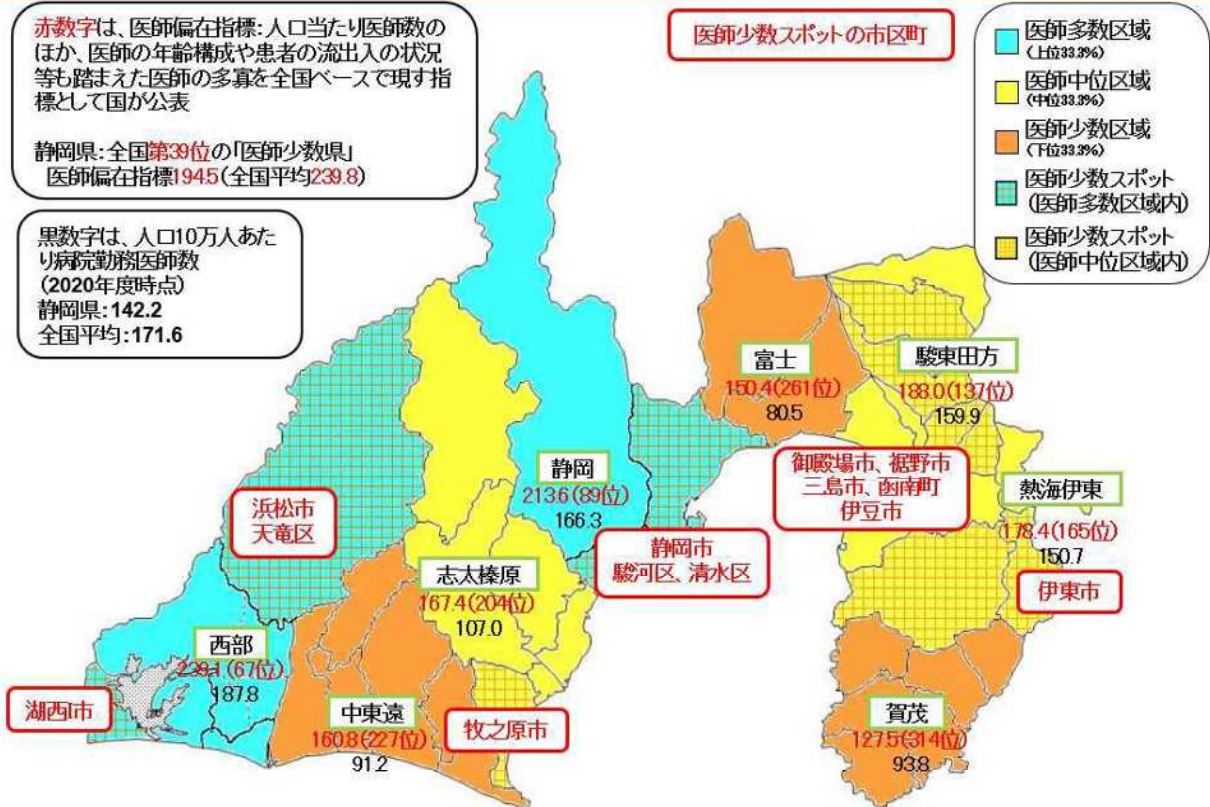 赤数字は、医師偏在指標：人口当たり医師数の
ほか、医師の年齢構成や患者の流出入の状況
等も踏まえた医師の多寡を全国ベースで現す指
標として国が公表
静岡県：全国第39位の「医師少数県」
医師偏在指標194.5（全国平均239.8）
黒数字は、人口10万人あた
り病院勤務医師数
（2020年度時点）
静岡県：142.2
全国平均：171.6
医師少数スポットの市区町
医師多数区域
（上位33.3%）
医師中位区域
（中位33.3%）
医師少数区域
（下位33.3%）
医師少数スポット
（医師多数区域内）
医師少数スポット
（医師中位区域内）
富士
150.4（261位）
80.5
駿東田方
188.0（137位）
159.9
御殿場市、裾野市
三島市、函南町
伊豆市
熱海伊東
178.4（165位）
150.7
伊東市
静岡
213.6（89位）
166.3
静岡市
駿河区、清水区
浜松市
天竜区
志太榛原
167.4（204位）
107.0
西部
239.1（67位）
187.8
湖西市
中東遠
160.8（227位）
91.2
牧之原市
賀茂
127.5（314位）
93.8